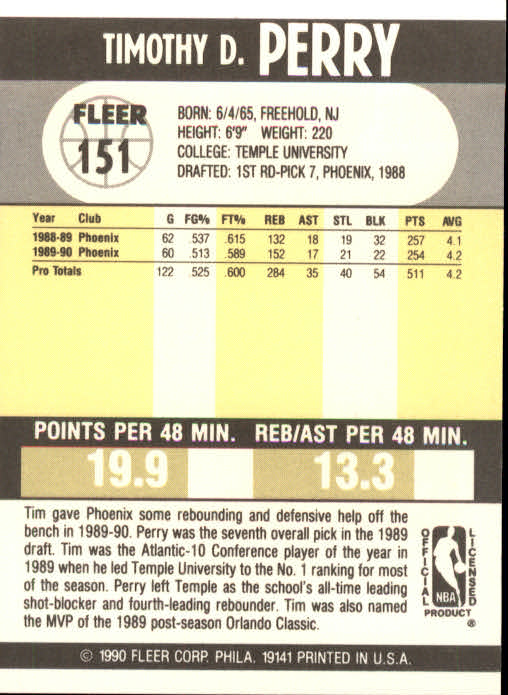 TIMOTHY D. PERRY
FLEER
151
BORN: 6/4/65, FREEHOLD, NJ
HEIGHT: 6'9" WEIGHT: 220
COLLEGE: TEMPLE UNIVERSITY
DRAFTED: 1ST RD-PICK 7, PHOENIX, 1988
Year Club G FG% FT% REB AST STL BLK PTS AVG
1988-89 Phoenix 62 .537 .615 132 18 19 32 257 4.1
1989-90 Phoenix 60 .513 .589 152 17 21 22 254 4.2
Pro Totals 122 .525 .600 284 35 40 54 511 4.2
POINTS PER 48 MIN. REB/AST PER 48 MIN.
19.9 13.3
Tim gave Phoenix some rebounding and defensive help off the
bench in 1989-90. Perry was the seventh overall pick in the 1989
draft. Tim was the Atlantic-10 Conference player of the year in
1989 when he led Temple University to the No. 1 ranking for most
of the season. Perry left Temple as the school's all-time leading
shot-blocker and fourth-leading rebounder. Tim was also named
the MVP of the 1989 post-season Orlando Classic.
OFFICIAL
LICENSED
NBA
PRODUCT
®
© 1990 FLEER CORP. PHILA. 19141 PRINTED IN U.S.A.